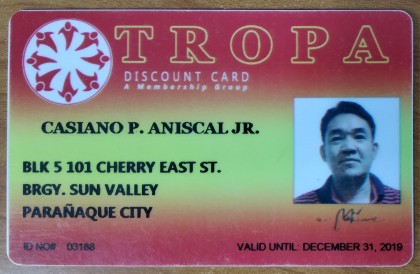 TROPA
DISCOUNT CARD
A Membership Group
CASIANO P. ANISCAL JR.
BLK 5 101 CHERRY EAST ST.
BRGY. SUN VALLEY
PARAÑAQUE CITY
ID NO# 03188
VALID UNTIL: DECEMBER 31, 2019